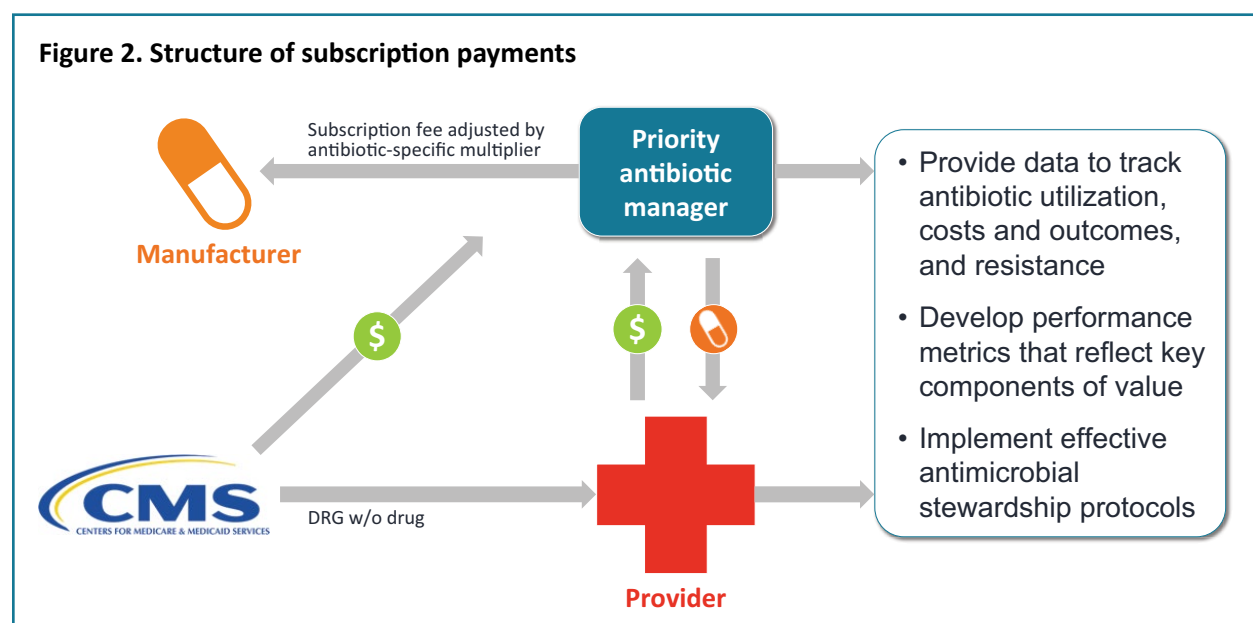 Figure 2. Structure of subscription payments
Subscription fee adjusted by
antibiotic-specific multiplier
Manufacturer
Priority
antibiotic
manager
$
$
CMS
CENTERS FOR MEDICARE & MEDICAID SERVICES
DRG w/o drug
Provider
• Provide data to track
antibiotic utilization,
costs and outcomes,
and resistance
• Develop performance
metrics that reflect key
components of value
• Implement effective
antimicrobial
stewardship protocols